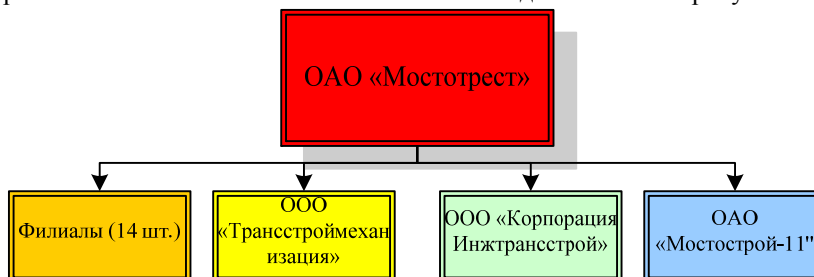 ОАО «Мостотрест»
Филиалы (14 шт.)
ООО
«Трансстроймехан
изация»
ООО «Корпорация
Инжтрансстрой»
ОАО
«Мостострой-11"